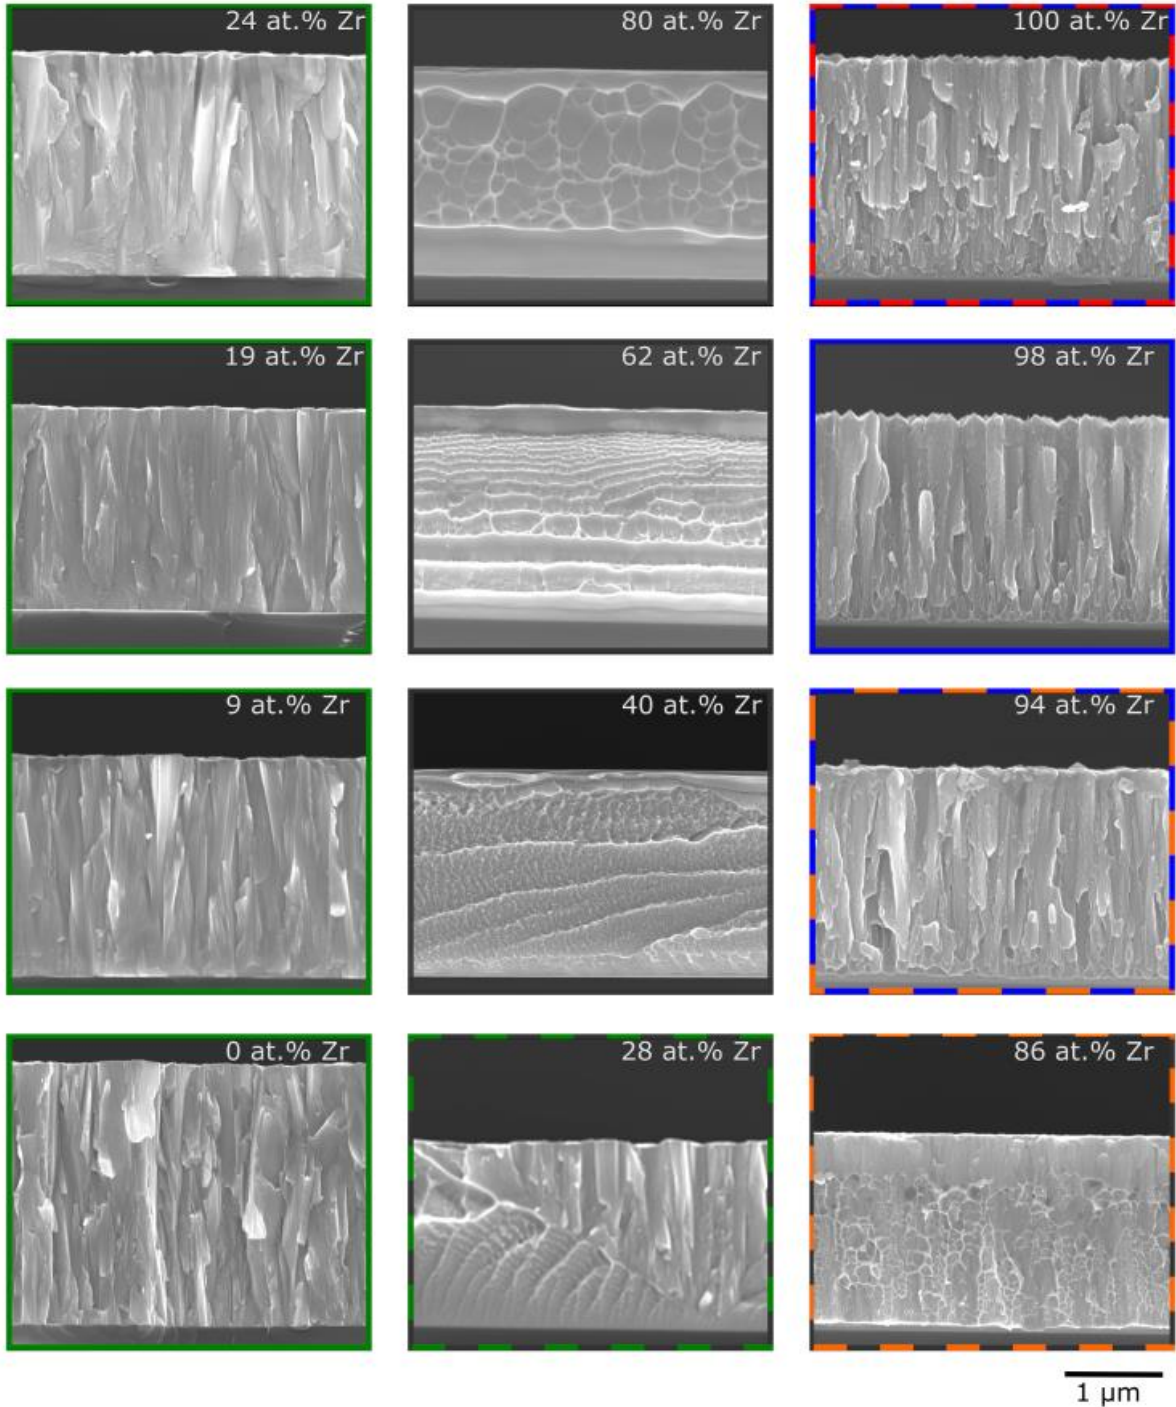 24 at.% Zr
80 at.% Zr
100 at.% Zr
19 at.% Zr
62 at.% Zr
98 at.% Zr
9 at.% Zr
40 at.% Zr
94 at.% Zr
0 at.% Zr
28 at.% Zr
86 at.% Zr
1 μm